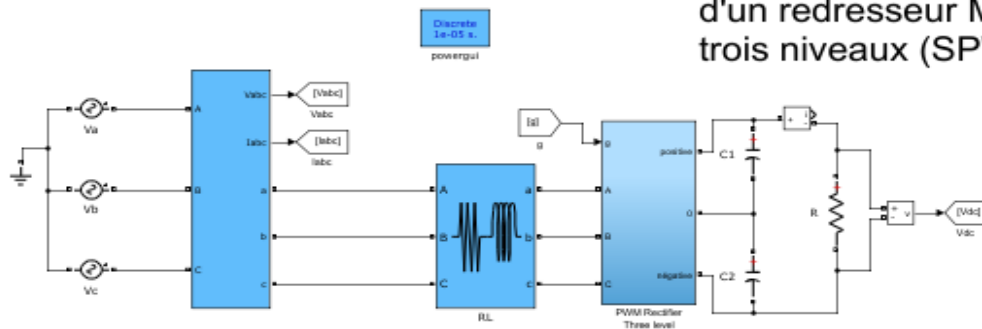 d'un redresseur M
trois niveaux (SP
Discrete
1e-05 s.
powergui
Va
Vb
Vc
A
B
C
Vabc
Iabc
a
b
c
[Vabc]
Vabc
[Iabc]
Iabc
A
B
C
a
b
c
RL
[g]
g
g
A
B
C
positive
0
négative
PWM Rectifier
Three level
C1
C2
+
i
-
R
+
-
v
[Vdc]
Vdc